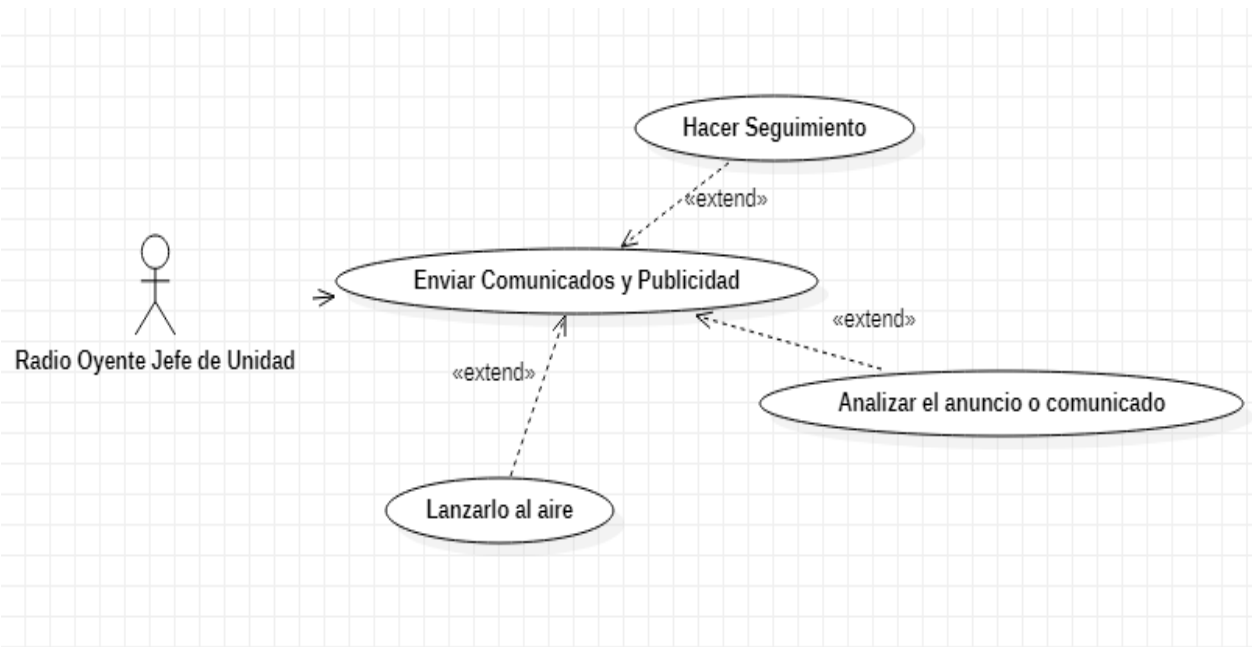 Hacer Seguimiento
«extend»
Enviar Comunicados y Publicidad
«extend»
Radio Oyente Jefe de Unidad
«extend»
Analizar el anuncio o comunicado
Lanzarlo al aire